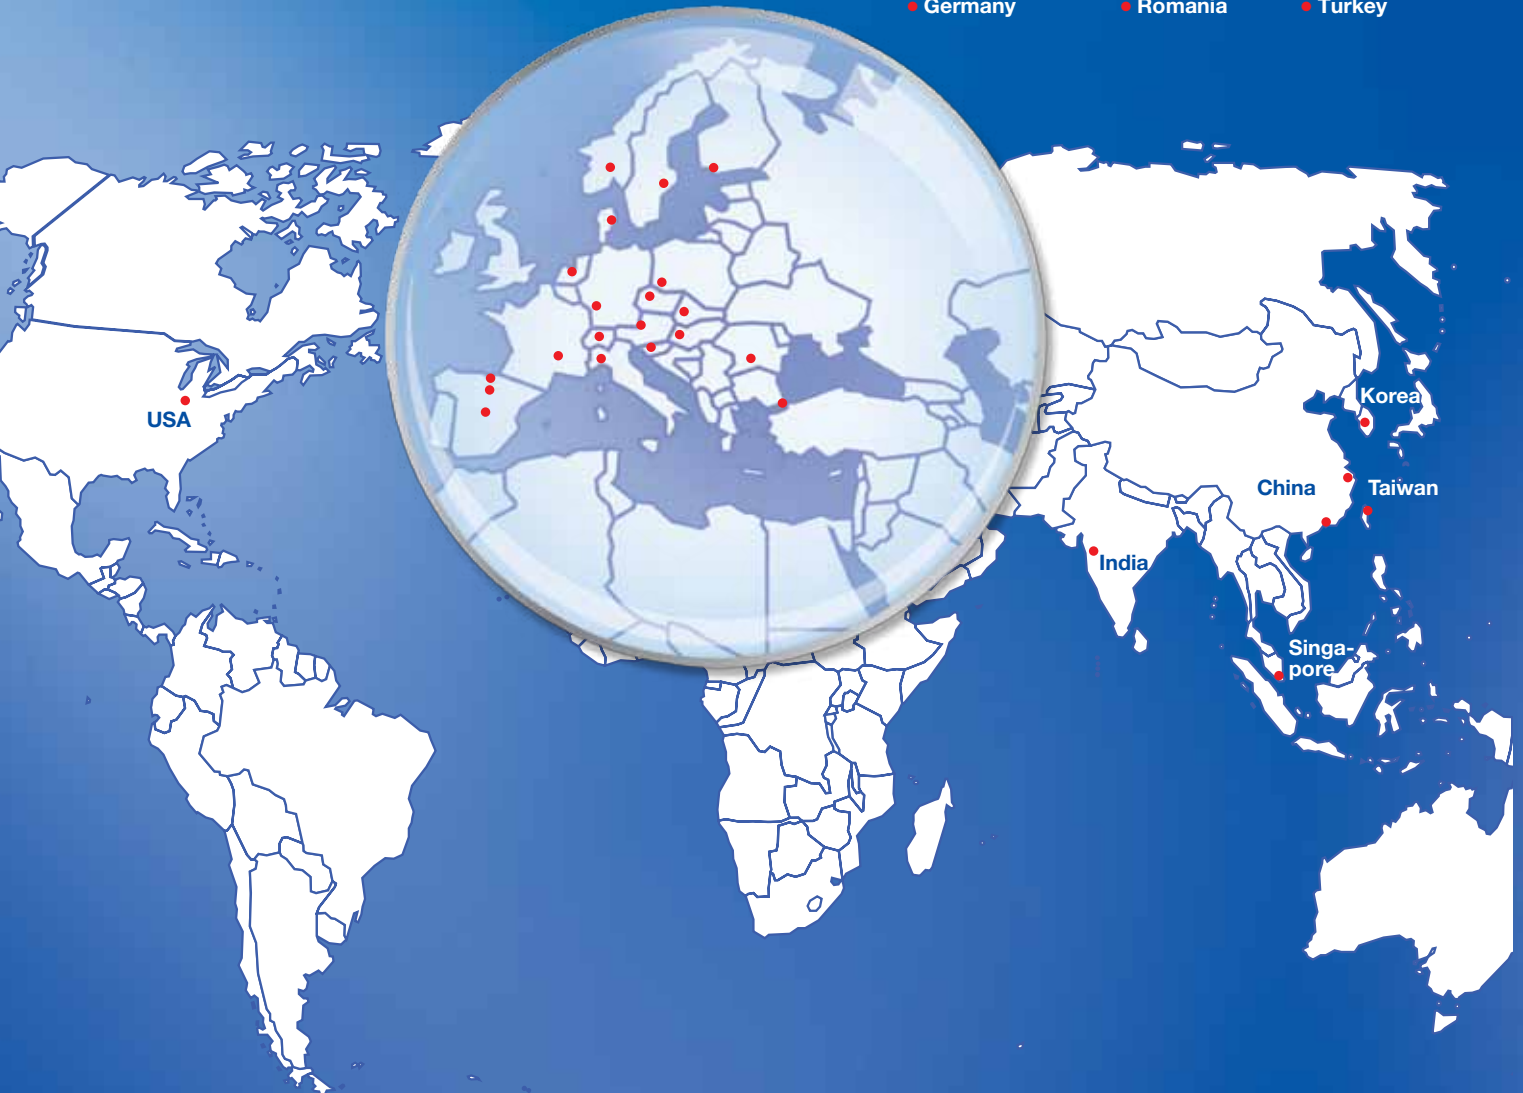 Germany
Romania
Turkey
USA
Korea
China
Taiwan
India
Singa-
pore